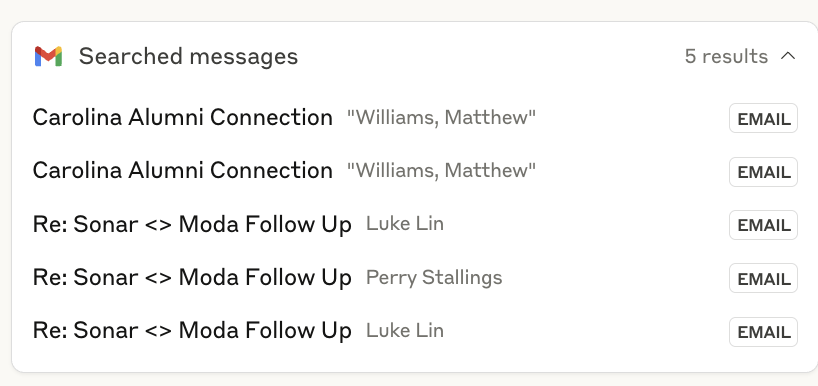 Searched messages 5 results
Carolina Alumni Connection "Williams, Matthew" EMAIL
Carolina Alumni Connection "Williams, Matthew" EMAIL
Re: Sonar <> Moda Follow Up Luke Lin EMAIL
Re: Sonar <> Moda Follow Up Perry Stallings EMAIL
Re: Sonar <> Moda Follow Up Luke Lin EMAIL